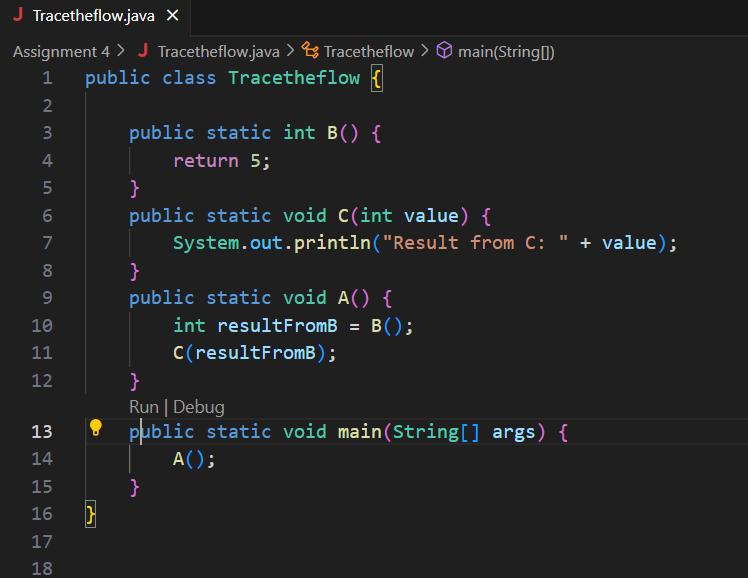 J Tracetheflow.java ×
Assignment 4 > J Tracetheflow.java > Tracetheflow > main(String[])
1 public class Tracetheflow {
2
3     public static int B() {
4         return 5;
5     }
6     public static void C(int value) {
7         System.out.println("Result from C: " + value);
8     }
9     public static void A() {
10         int resultFromB = B();
11         C(resultFromB);
12     }
Run | Debug
13     public static void main(String[] args) {
14         A();
15     }
16 }
17
18